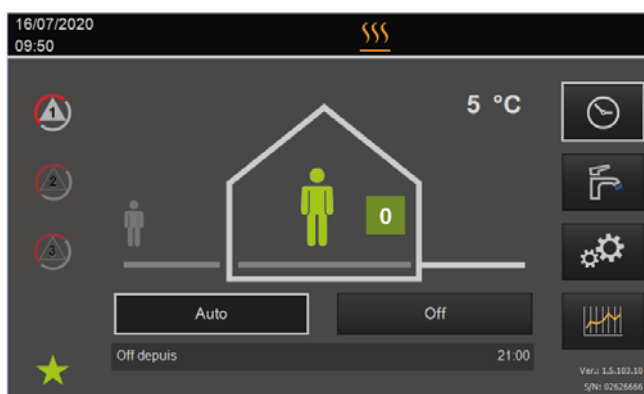 16/07/2020
09:50
5 °C
1
2
3
0
Auto
Off
Off depuis 21:00
Ver.: 1.5.103.10
S/N: 02626666